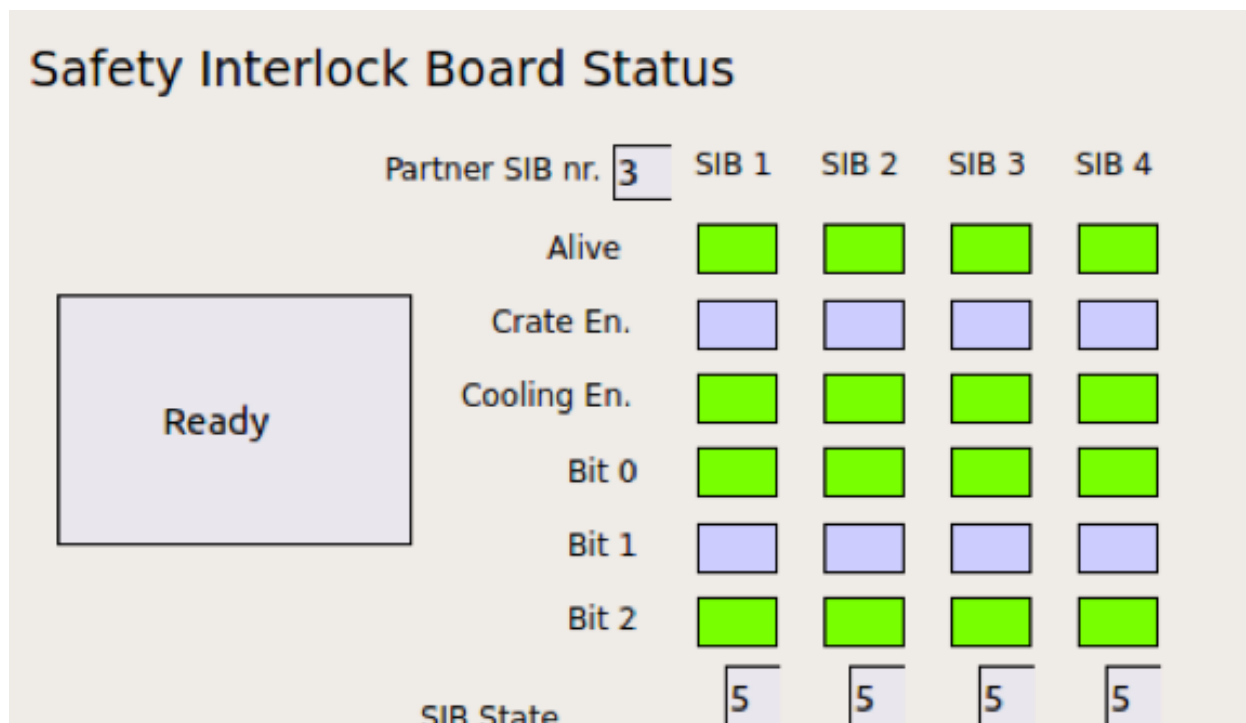 Safety Interlock Board Status
Partner SIB nr. 3 SIB 1 SIB 2 SIB 3 SIB 4
Alive
Crate En.
Cooling En.
Ready
Bit 0
Bit 1
Bit 2
SIB State 5 5 5 5